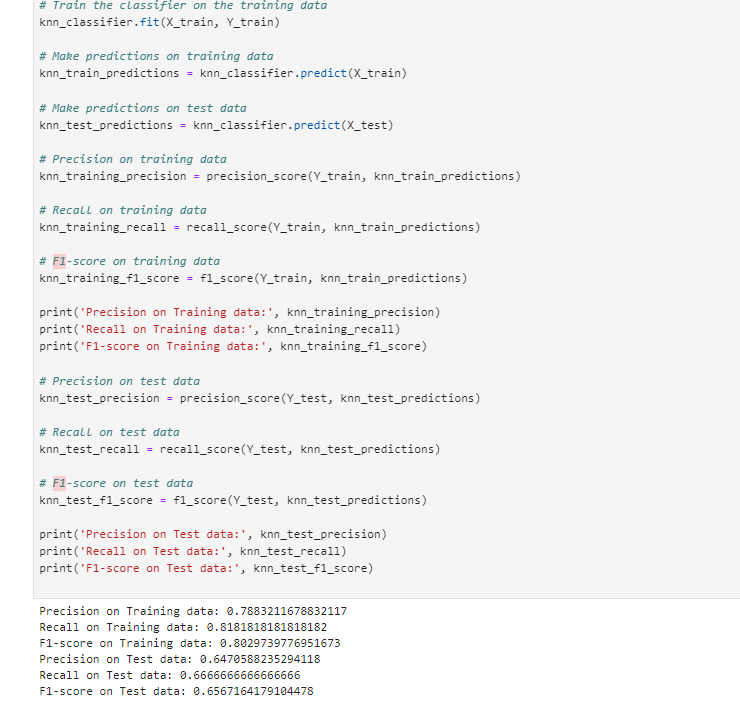 # Train the classifier on the training data
knn_classifier.fit(X_train, Y_train)
# Make predictions on training data
knn_train_predictions = knn_classifier.predict(X_train)
# Make predictions on test data
knn_test_predictions = knn_classifier.predict(X_test)
# Precision on training data
knn_training_precision = precision_score(Y_train, knn_train_predictions)
# Recall on training data
knn_training_recall = recall_score(Y_train, knn_train_predictions)
# F1-score on training data
knn_training_f1_score = f1_score(Y_train, knn_train_predictions)
print('Precision on Training data:', knn_training_precision)
print('Recall on Training data:', knn_training_recall)
print('F1-score on Training data:', knn_training_f1_score)
# Precision on test data
knn_test_precision = precision_score(Y_test, knn_test_predictions)
# Recall on test data
knn_test_recall = recall_score(Y_test, knn_test_predictions)
# F1-score on test data
knn_test_f1_score = f1_score(Y_test, knn_test_predictions)
print('Precision on Test data:', knn_test_precision)
print('Recall on Test data:', knn_test_recall)
print('F1-score on Test data:', knn_test_f1_score)
Precision on Training data: 0.7883211678832117
Recall on Training data: 0.8181818181818182
F1-score on Training data: 0.8029739776951673
Precision on Test data: 0.6470588235294118
Recall on Test data: 0.6666666666666666
F1-score on Test data: 0.6567164179104478